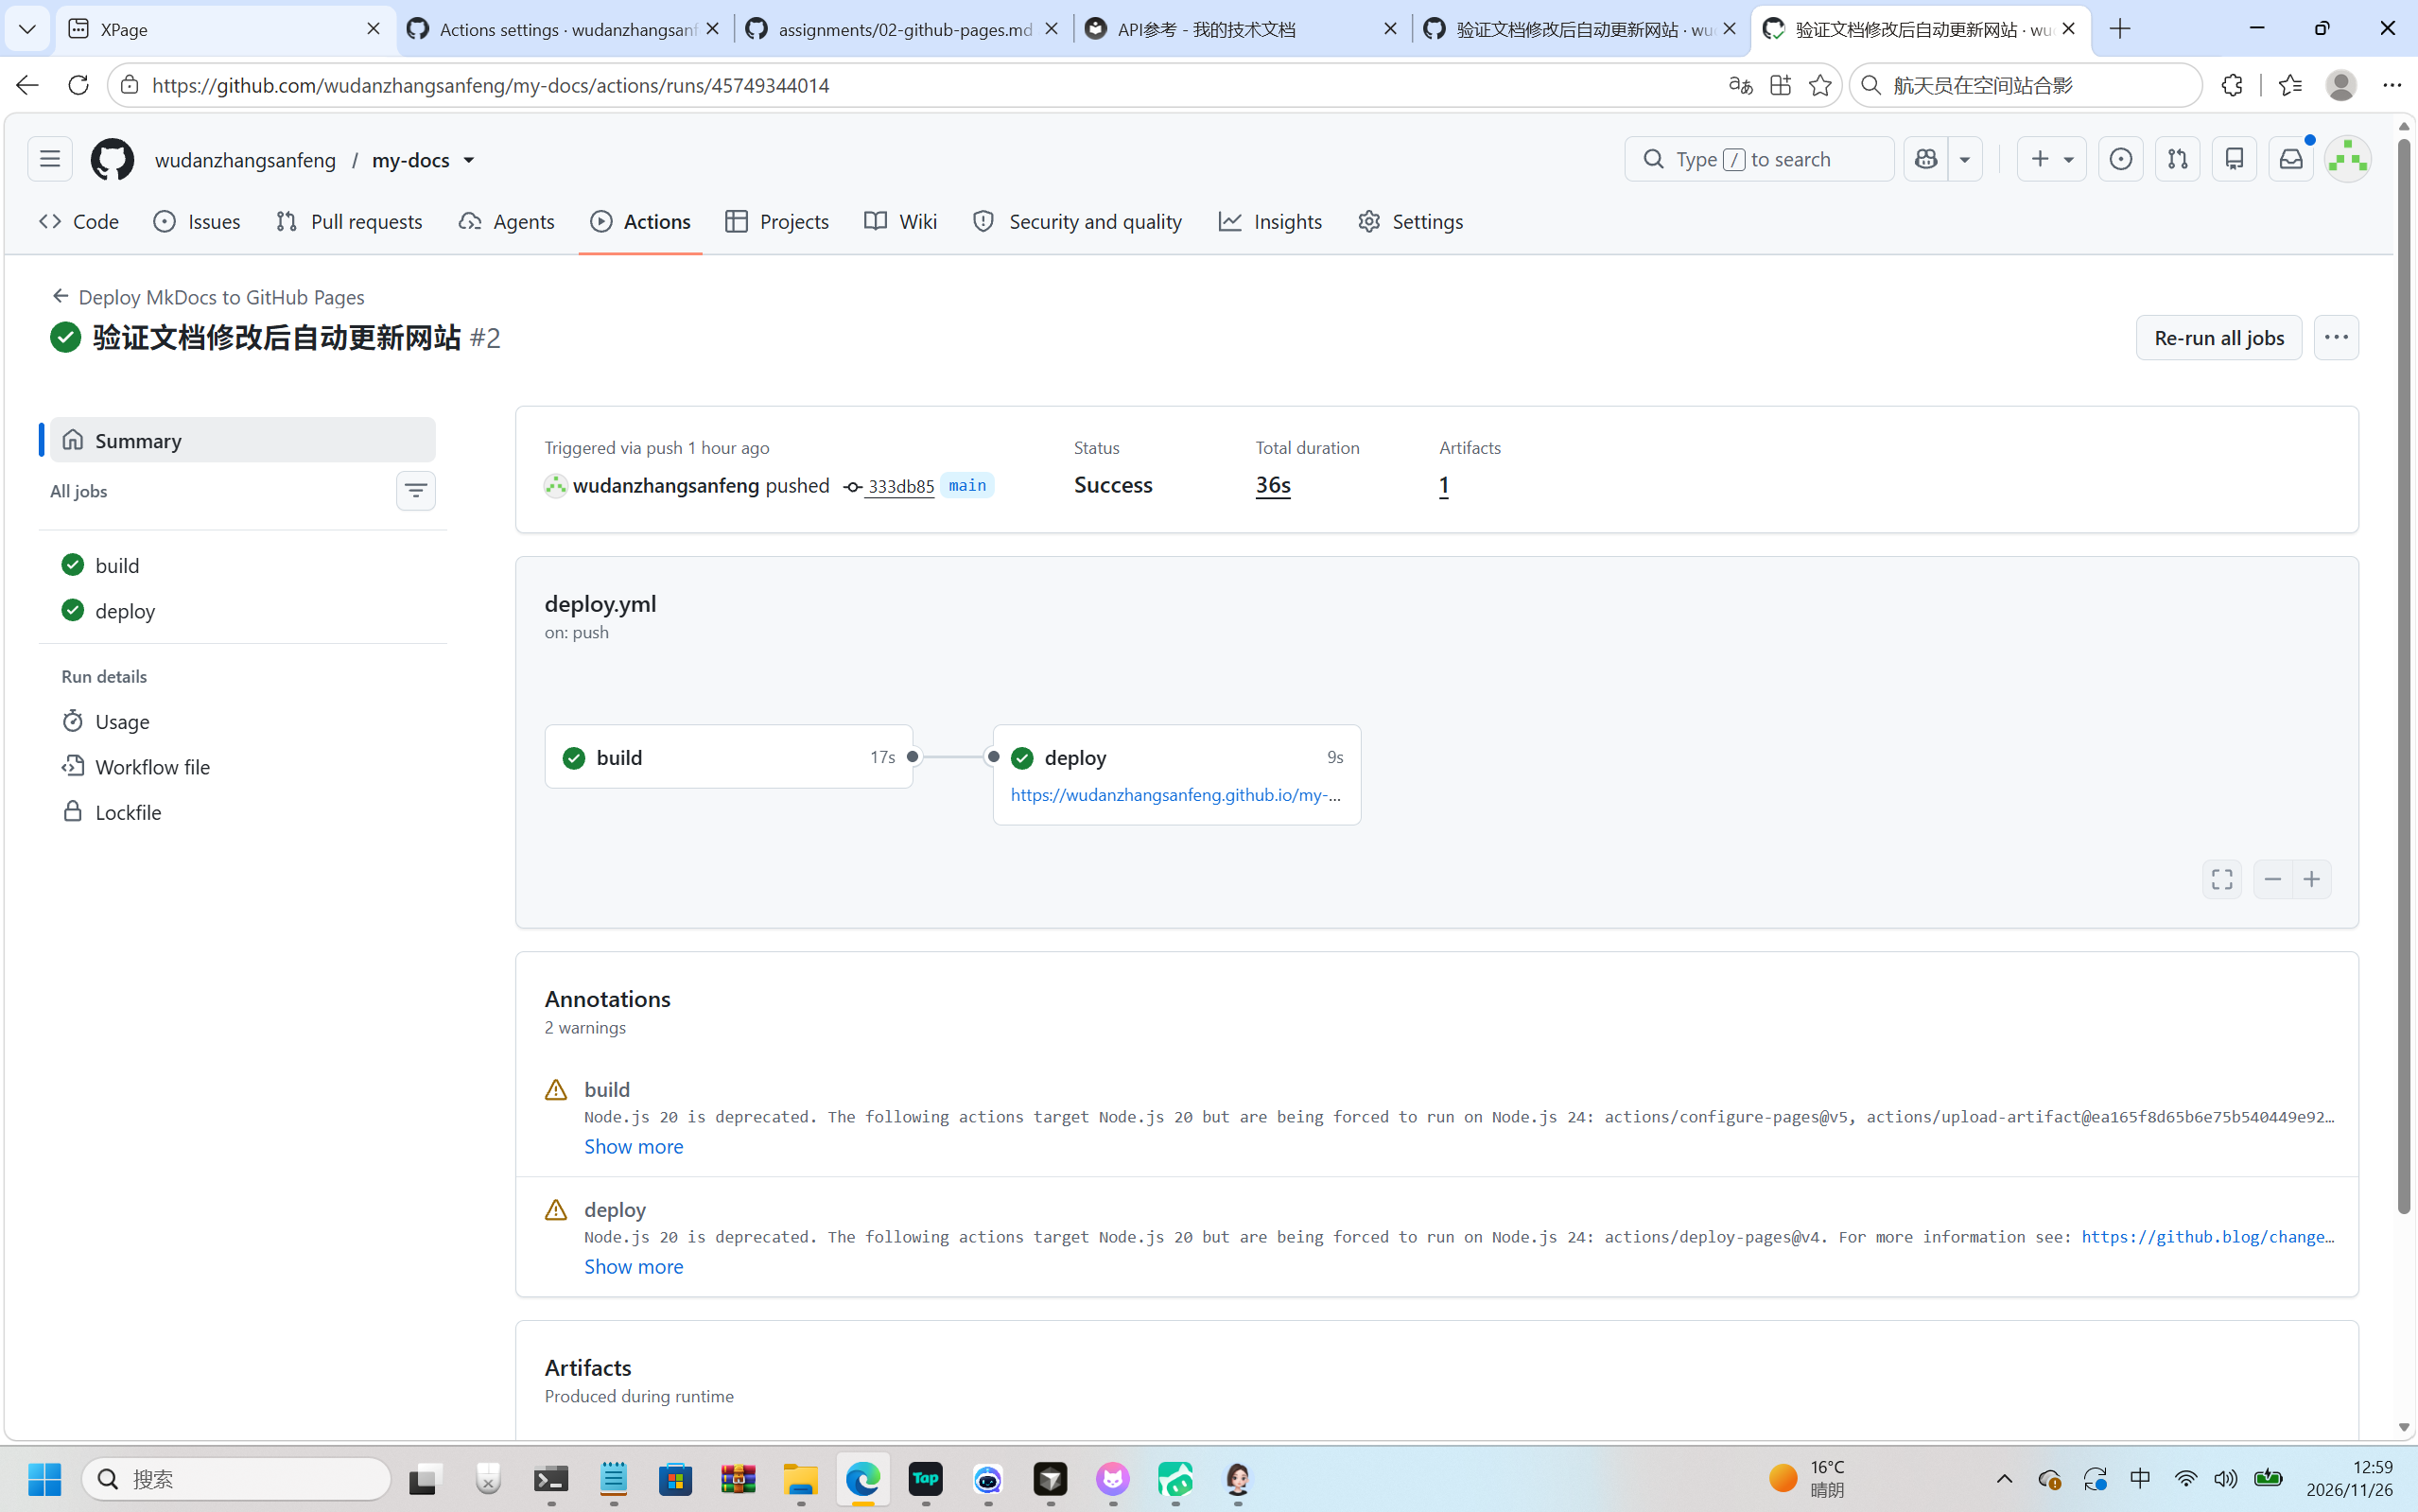 XPage
Actions settings · wudanzhangsanf
assignments/02-github-pages.md
API参考 - 我的技术文档
验证文档修改后自动更新网站 · wu
验证文档修改后自动更新网站 · wu
https://github.com/wudanzhangsanfeng/my-docs/actions/runs/45749344014
航天员在空间站合影
wudanzhangsanfeng / my-docs
Type / to search
Code
Issues
Pull requests
Agents
Actions
Projects
Wiki
Security and quality
Insights
Settings
Deploy MkDocs to GitHub Pages
验证文档修改后自动更新网站 #2
Re-run all jobs
Summary
All jobs
build
deploy
Run details
Usage
Workflow file
Lockfile
Triggered via push 1 hour ago
wudanzhangsanfeng pushed 333db85 main
Status
Success
Total duration
36s
Artifacts
1
deploy.yml
on: push
build 17s
deploy 9s
https://wudanzhangsanfeng.github.io/my-...
Annotations
2 warnings
build
Node.js 20 is deprecated. The following actions target Node.js 20 but are being forced to run on Node.js 24: actions/configure-pages@v5, actions/upload-artifact@ea165f8d65b6e75b540449e92…
Show more
deploy
Node.js 20 is deprecated. The following actions target Node.js 20 but are being forced to run on Node.js 24: actions/deploy-pages@v4. For more information see: https://github.blog/change…
Show more
Artifacts
Produced during runtime
搜索
Tap
16°C
晴朗
中
12:59
2026/11/26